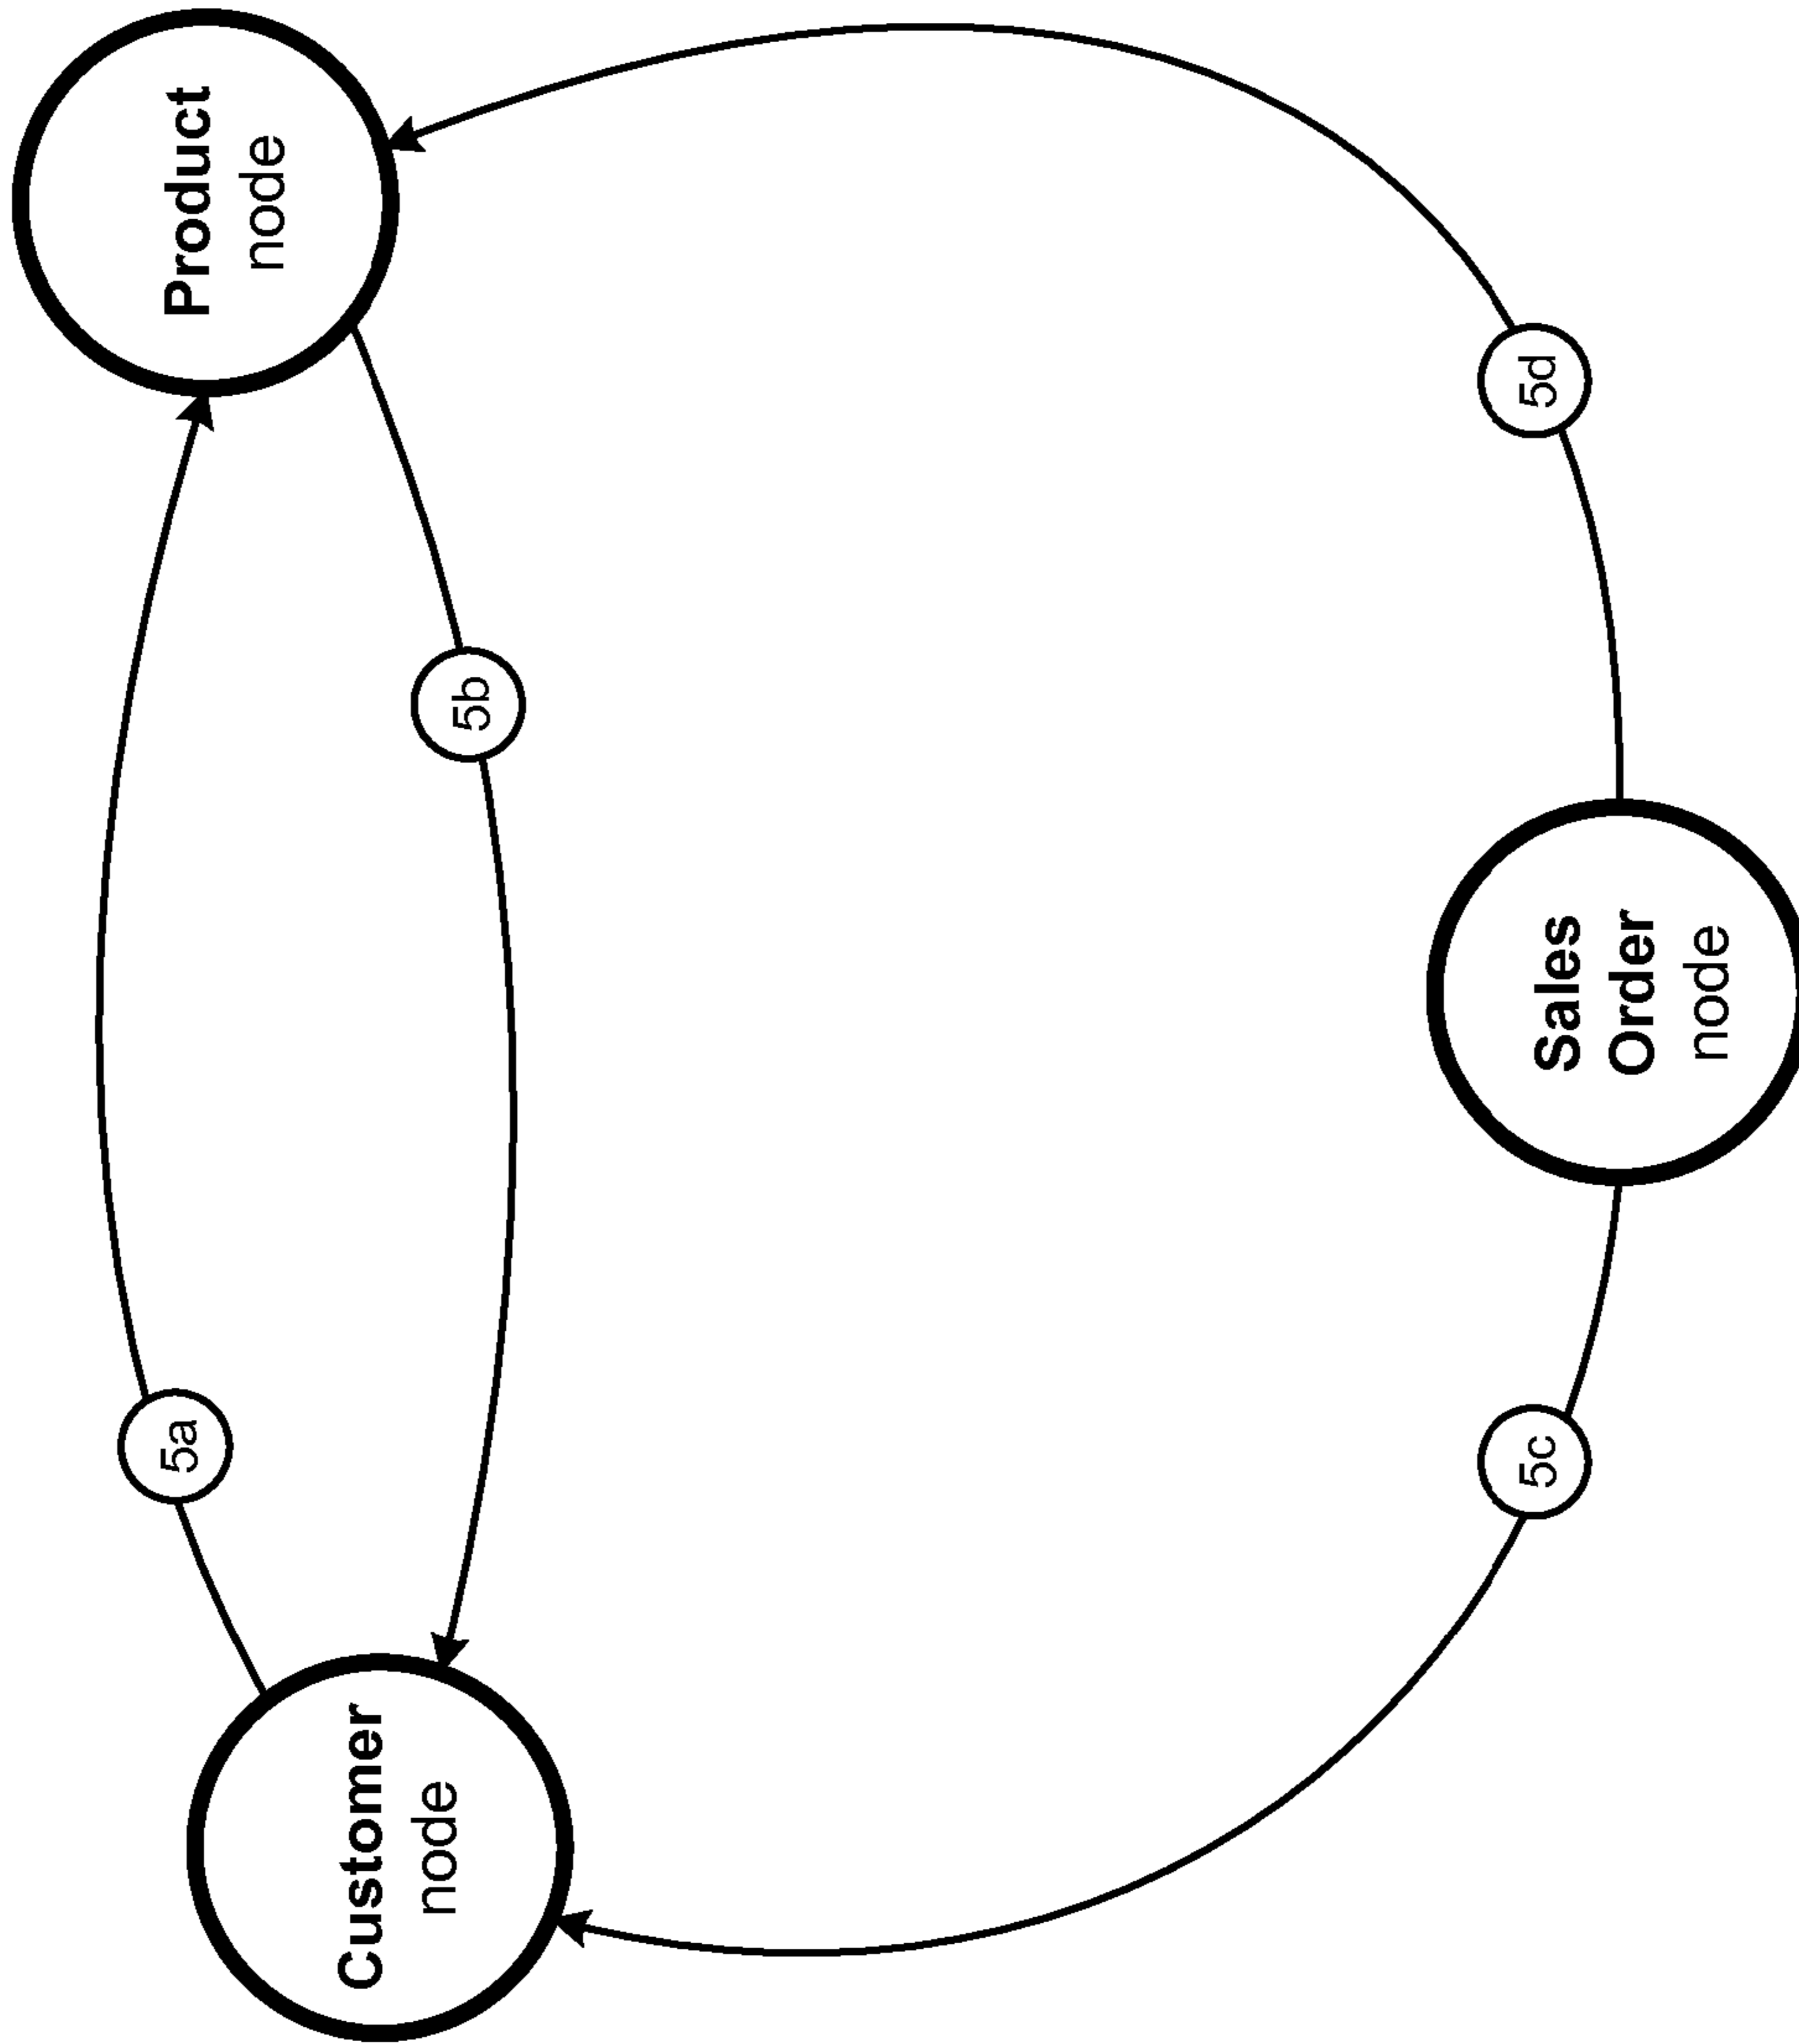 Customer
node
5a
5b
Product
node
5c
5d
Sales
Order
node